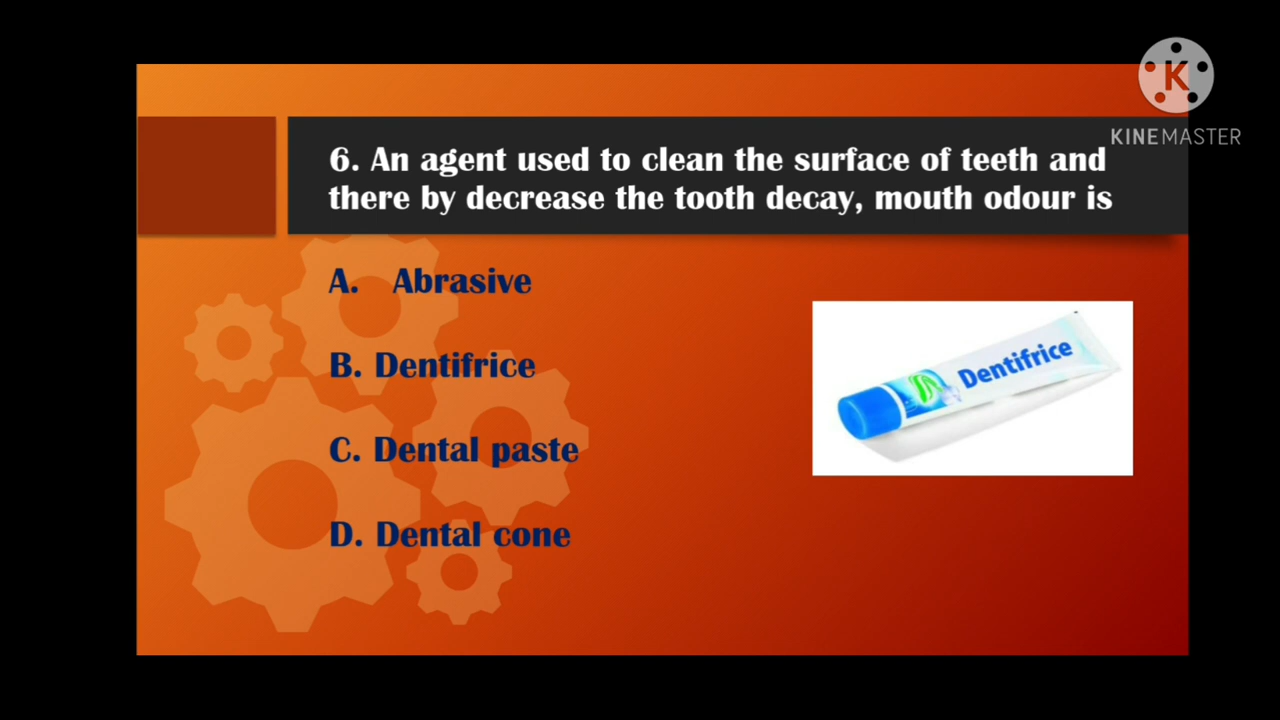 K
KINEMASTER
6. An agent used to clean the surface of teeth and
there by decrease the tooth decay, mouth odour is
A. Abrasive
B. Dentifrice
C. Dental paste
D. Dental cone
Dentifrice